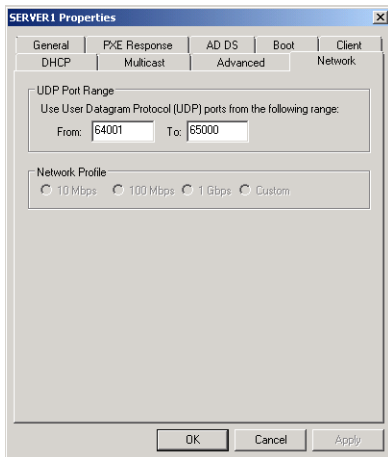 SERVER1 Properties
General PXE Response AD DS Boot Client
DHCP Multicast Advanced Network
UDP Port Range
Use User Datagram Protocol (UDP) ports from the following range:
From: 64001 To: 65000
Network Profile
10 Mbps 100 Mbps 1 Gbps Custom
OK Cancel Apply